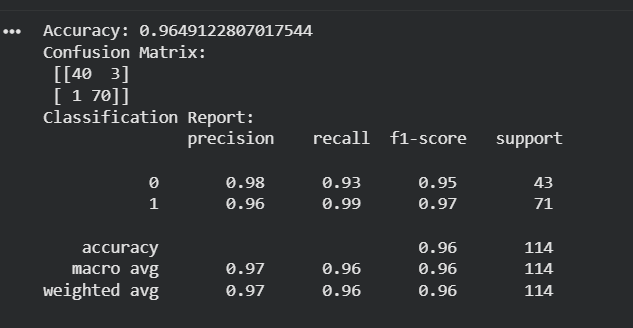 Accuracy: 0.9649122807017544
Confusion Matrix:
[[40  3]
[ 1 70]]
Classification Report:
precision    recall  f1-score   support
0       0.98      0.93      0.95        43
1       0.96      0.99      0.97        71
accuracy                           0.96       114
macro avg       0.97      0.96      0.96       114
weighted avg       0.97      0.96      0.96       114